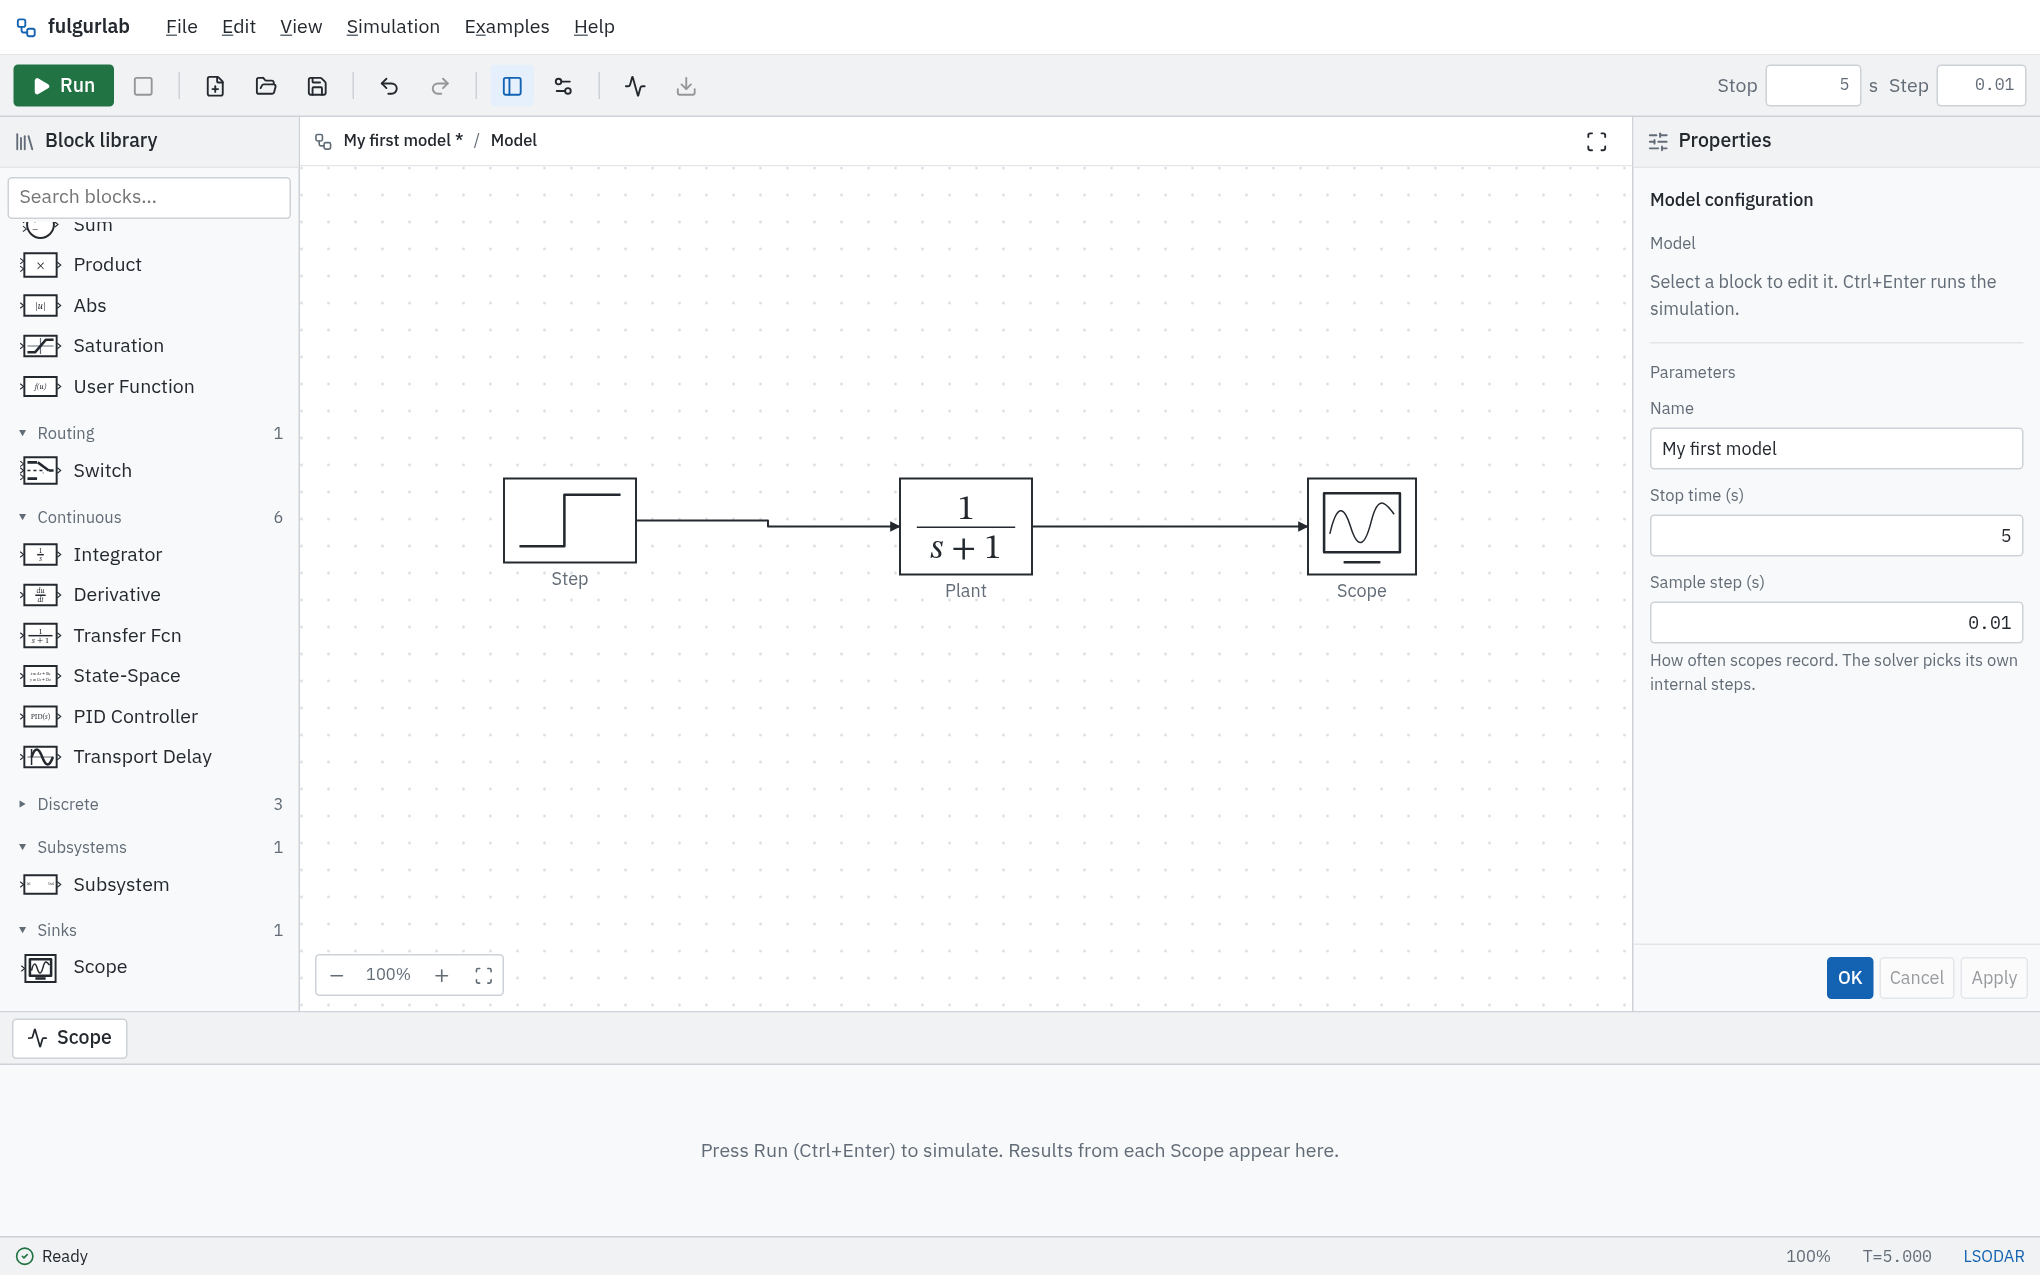 fulgurlab File Edit View Simulation Examples Help
Run Stop 5 s Step 0.01
Block library
My first model * / Model
Properties
Search blocks...
Sum
Product
Abs
Saturation
User Function
Routing 1
Switch
Continuous 6
Integrator
Derivative
Transfer Fcn
State-Space
PID Controller
Transport Delay
Discrete 3
Subsystems 1
Subsystem
Sinks 1
Scope
Step
1
s + 1
Plant
Scope
100%
Model configuration
Model
Select a block to edit it. Ctrl+Enter runs the
simulation.
Parameters
Name
My first model
Stop time (s)
5
Sample step (s)
0.01
How often scopes record. The solver picks its own
internal steps.
OK Cancel Apply
Scope
Press Run (Ctrl+Enter) to simulate. Results from each Scope appear here.
Ready 100% T=5.000 LSODAR